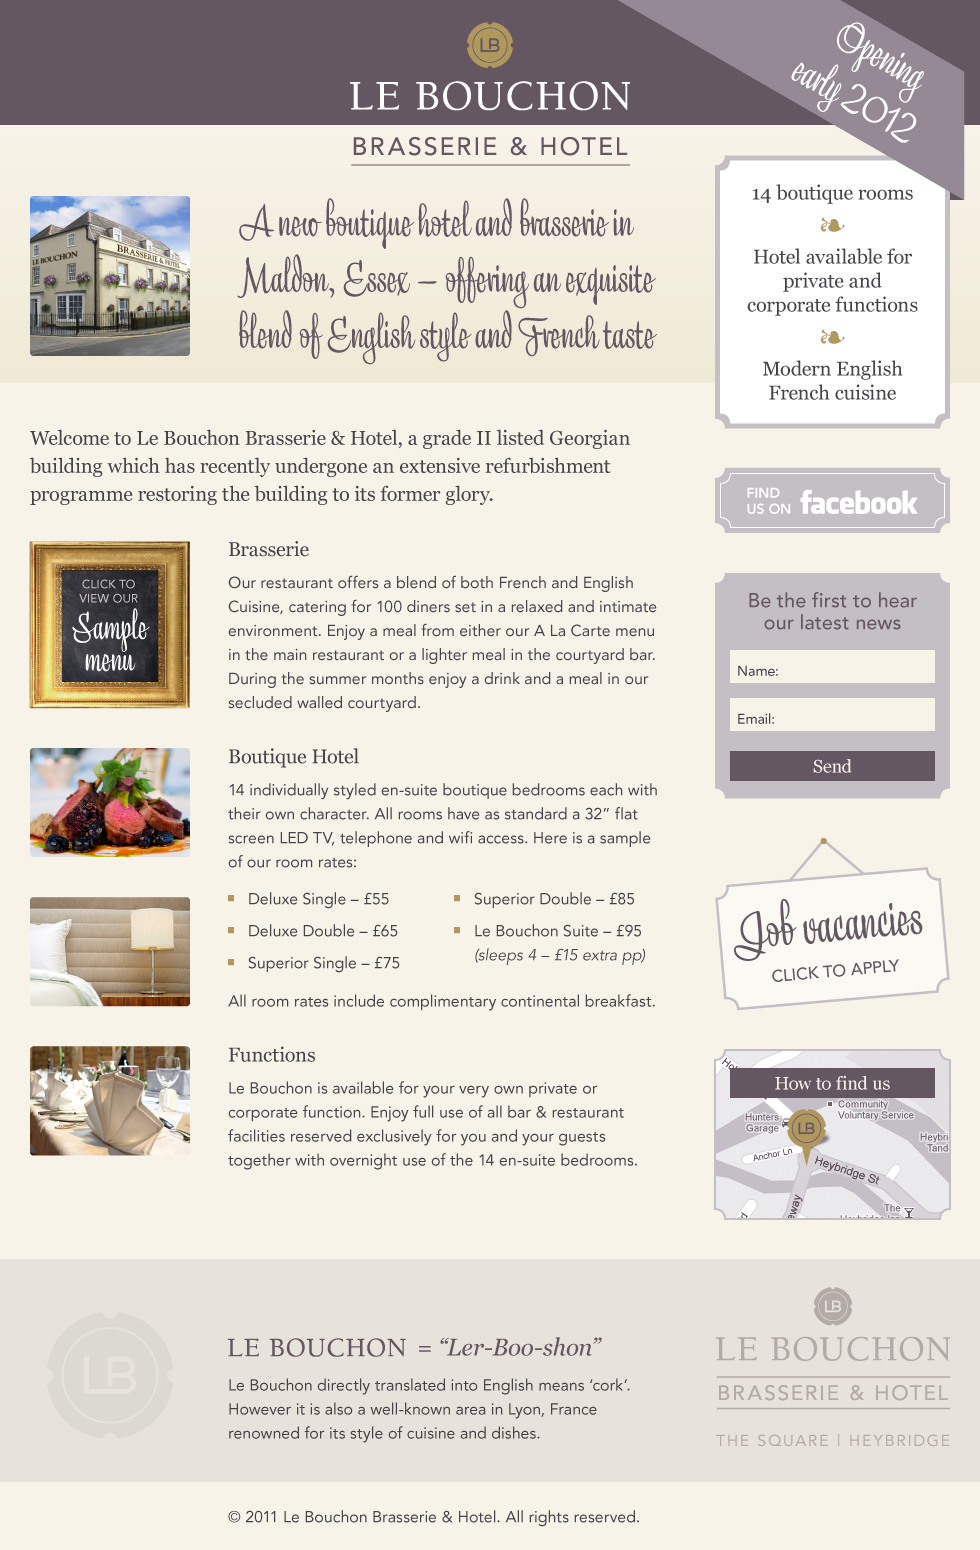 LB
LE BOUCHON
BRASSERIE & HOTEL
Opening
early 2012
LE BOUCHON
BRASSERIE & HOTEL
A new boutique hotel and brasserie in
Maldon, Essex – offering an exquisite
blend of English style and French taste
14 boutique rooms
Hotel available for
private and
corporate functions
Modern English
French cuisine
Welcome to Le Bouchon Brasserie & Hotel, a grade II listed Georgian
building which has recently undergone an extensive refurbishment
programme restoring the building to its former glory.
FIND
US ON facebook
CLICK TO
VIEW OUR
Sample
menu
Brasserie
Our restaurant offers a blend of both French and English
Cuisine, catering for 100 diners set in a relaxed and intimate
environment. Enjoy a meal from either our A La Carte menu
in the main restaurant or a lighter meal in the courtyard bar.
During the summer months enjoy a drink and a meal in our
secluded walled courtyard.
Be the first to hear
our latest news
Name:
Email:
Send
Boutique Hotel
14 individually styled en-suite boutique bedrooms each with
their own character. All rooms have as standard a 32” flat
screen LED TV, telephone and wifi access. Here is a sample
of our room rates:
Deluxe Single – £55
Deluxe Double – £65
Superior Single – £75
Superior Double – £85
Le Bouchon Suite – £95
(sleeps 4 – £15 extra pp)
All room rates include complimentary continental breakfast.
Job vacancies
CLICK TO APPLY
Functions
Le Bouchon is available for your very own private or
corporate function. Enjoy full use of all bar & restaurant
facilities reserved exclusively for you and your guests
together with overnight use of the 14 en-suite bedrooms.
How to find us
Community
Voluntary Service
Hunters
Garage
LB
Anchor Ln
Heybridge St
Heybri
Tand
eway
The
LB
LE BOUCHON = “Ler-Boo-shon”
Le Bouchon directly translated into English means ‘cork’.
However it is also a well-known area in Lyon, France
renowned for its style of cuisine and dishes.
LB
LE BOUCHON
BRASSERIE & HOTEL
THE SQUARE | HEYBRIDGE
© 2011 Le Bouchon Brasserie & Hotel. All rights reserved.